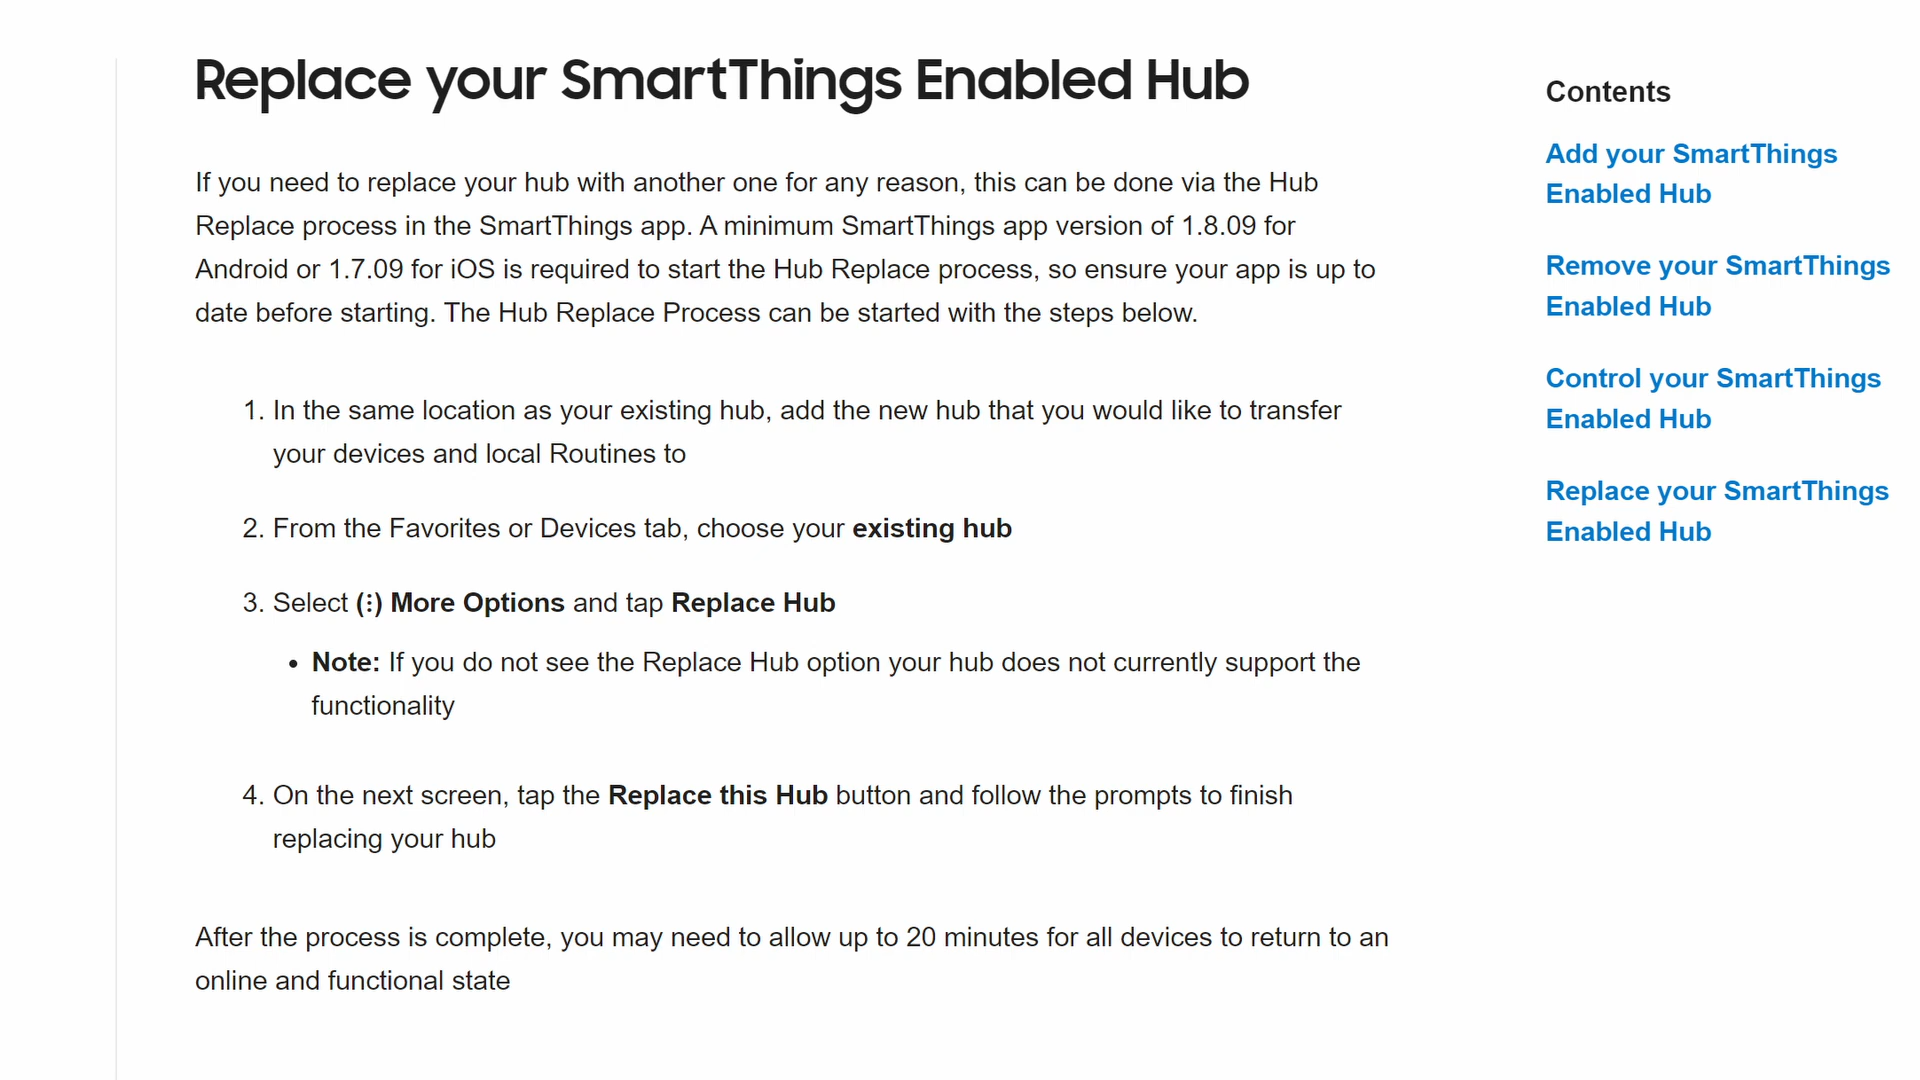 Replace your SmartThings Enabled Hub
If you need to replace your hub with another one for any reason, this can be done via the Hub
Replace process in the SmartThings app. A minimum SmartThings app version of 1.8.09 for
Android or 1.7.09 for iOS is required to start the Hub Replace process, so ensure your app is up to
date before starting. The Hub Replace Process can be started with the steps below.
1. In the same location as your existing hub, add the new hub that you would like to transfer
your devices and local Routines to
2. From the Favorites or Devices tab, choose your existing hub
3. Select (⋮) More Options and tap Replace Hub
• Note: If you do not see the Replace Hub option your hub does not currently support the
functionality
4. On the next screen, tap the Replace this Hub button and follow the prompts to finish
replacing your hub
After the process is complete, you may need to allow up to 20 minutes for all devices to return to an
online and functional state
Contents
Add your SmartThings
Enabled Hub
Remove your SmartThings
Enabled Hub
Control your SmartThings
Enabled Hub
Replace your SmartThings
Enabled Hub